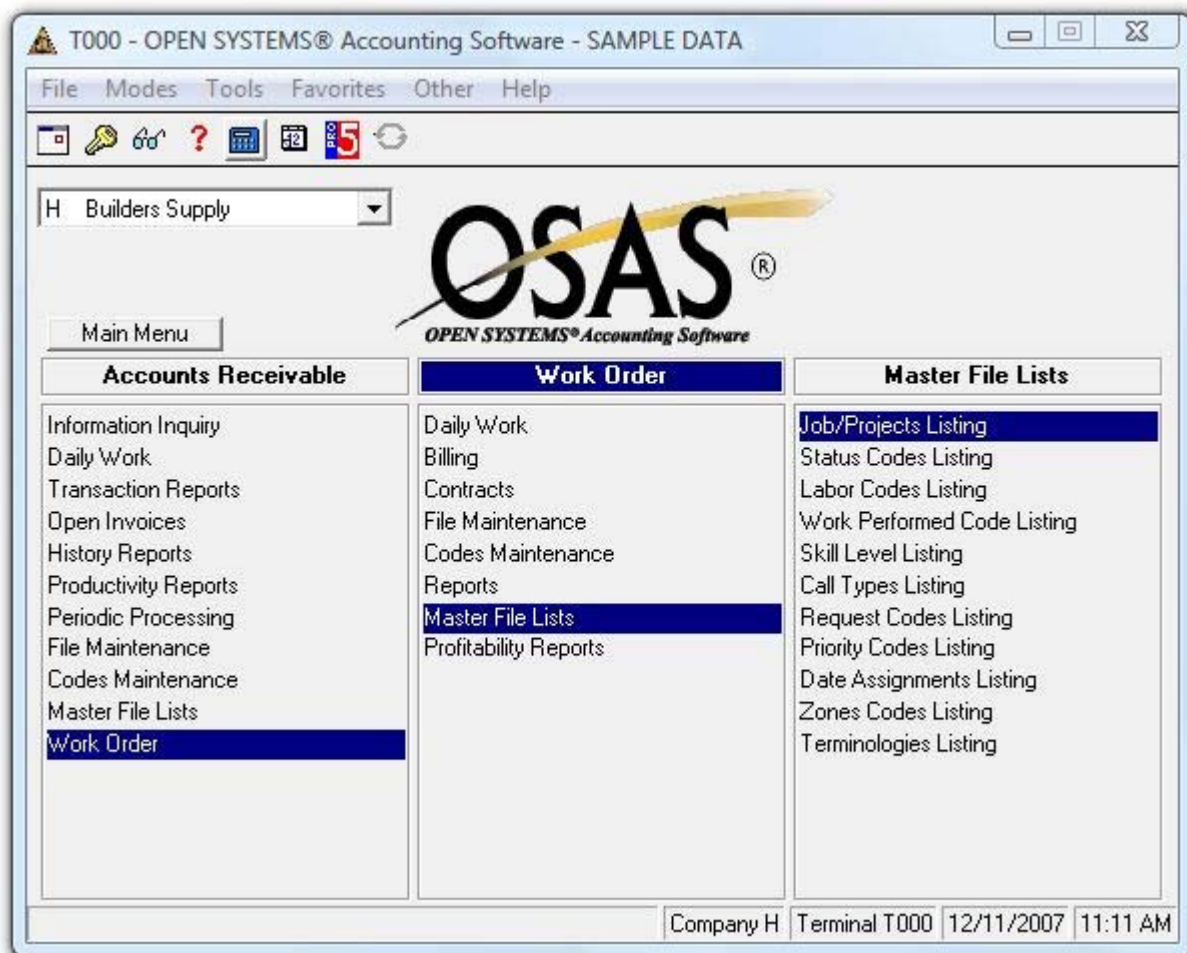 T000 - OPEN SYSTEMS® Accounting Software - SAMPLE DATA
File Modes Tools Favorites Other Help
PRO 5
H Builders Supply
OSAS®
OPEN SYSTEMS® Accounting Software
Main Menu
Accounts Receivable
Information Inquiry
Daily Work
Transaction Reports
Open Invoices
History Reports
Productivity Reports
Periodic Processing
File Maintenance
Codes Maintenance
Master File Lists
Work Order
Work Order
Daily Work
Billing
Contracts
File Maintenance
Codes Maintenance
Reports
Master File Lists
Profitability Reports
Master File Lists
Job/Projects Listing
Status Codes Listing
Labor Codes Listing
Work Performed Code Listing
Skill Level Listing
Call Types Listing
Request Codes Listing
Priority Codes Listing
Date Assignments Listing
Zones Codes Listing
Terminologies Listing
Company H Terminal T000 12/11/2007 11:11 AM